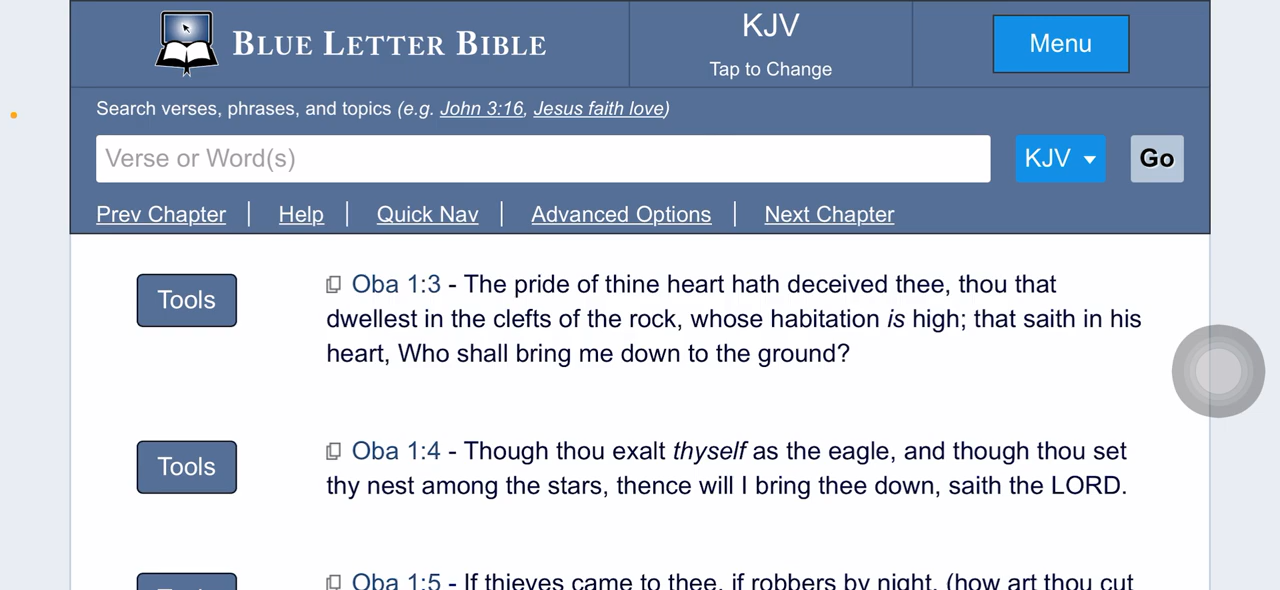 BLUE LETTER BIBLE
KJV
Tap to Change
Menu
Search verses, phrases, and topics (e.g. John 3:16, Jesus faith love)
Verse or Word(s)
KJV
Go
Prev Chapter | Help | Quick Nav | Advanced Options | Next Chapter
Tools
Oba 1:3 - The pride of thine heart hath deceived thee, thou that
dwellest in the clefts of the rock, whose habitation is high; that saith in his
heart, Who shall bring me down to the ground?
Tools
Oba 1:4 - Though thou exalt thyself as the eagle, and though thou set
thy nest among the stars, thence will I bring thee down, saith the LORD.
Oba 1:5 - If thieves came to thee, if robbers by night, (how art thou cut